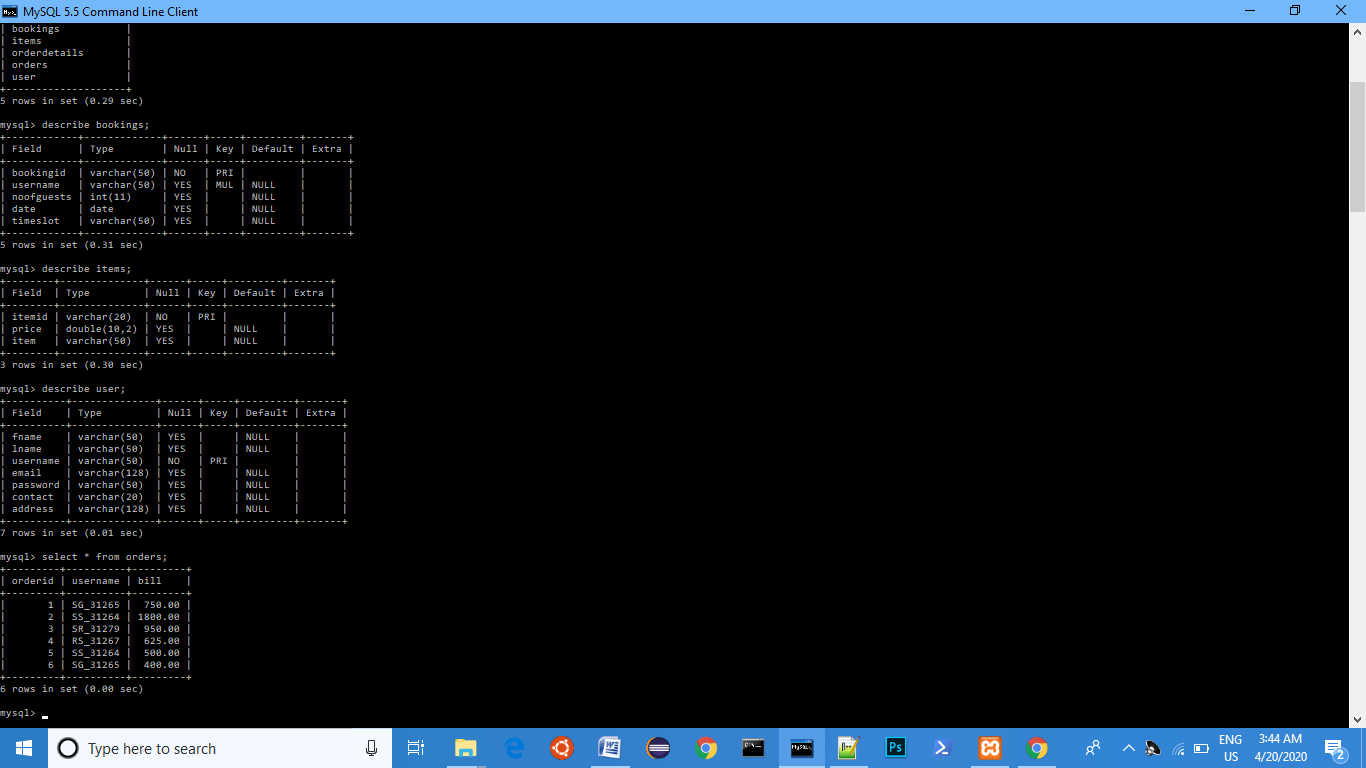 MySQL 5.5 Command Line Client
| bookings           |
| items              |
| orderdetails       |
| orders             |
| user               |
+--------------------+
5 rows in set (0.29 sec)
mysql> describe bookings;
+------------+-------------+------+-----+---------+-------+
| Field      | Type        | Null | Key | Default | Extra |
+------------+-------------+------+-----+---------+-------+
| bookingid  | varchar(50) | NO   | PRI |         |       |
| username   | varchar(50) | YES  | MUL | NULL    |       |
| noofguests | int(11)     | YES  |     | NULL    |       |
| date       | date        | YES  |     | NULL    |       |
| timeslot   | varchar(50) | YES  |     | NULL    |       |
+------------+-------------+------+-----+---------+-------+
5 rows in set (0.31 sec)
mysql> describe items;
+--------+--------------+------+-----+---------+-------+
| Field  | Type         | Null | Key | Default | Extra |
+--------+--------------+------+-----+---------+-------+
| itemid | varchar(20)  | NO   | PRI |         |       |
| price  | double(10,2) | YES  |     | NULL    |       |
| item   | varchar(50)  | YES  |     | NULL    |       |
+--------+--------------+------+-----+---------+-------+
3 rows in set (0.30 sec)
mysql> describe user;
+----------+--------------+------+-----+---------+-------+
| Field    | Type         | Null | Key | Default | Extra |
+----------+--------------+------+-----+---------+-------+
| fname    | varchar(50)  | YES  |     | NULL    |       |
| lname    | varchar(50)  | YES  |     | NULL    |       |
| username | varchar(50)  | NO   | PRI |         |       |
| email    | varchar(128) | YES  |     | NULL    |       |
| password | varchar(50)  | YES  |     | NULL    |       |
| contact  | varchar(20)  | YES  |     | NULL    |       |
| address  | varchar(128) | YES  |     | NULL    |       |
+----------+--------------+------+-----+---------+-------+
7 rows in set (0.01 sec)
mysql> select * from orders;
+---------+----------+---------+
| orderid | username | bill    |
+---------+----------+---------+
|       1 | SG_31265 |  750.00 |
|       2 | SS_31264 | 1800.00 |
|       3 | SR_31279 |  950.00 |
|       4 | RS_31267 |  625.00 |
|       5 | SS_31264 |  500.00 |
|       6 | SG_31265 |  400.00 |
+---------+----------+---------+
6 rows in set (0.00 sec)
mysql> _
Type here to search
ENG 3:44 AM
US 4/20/2020
2